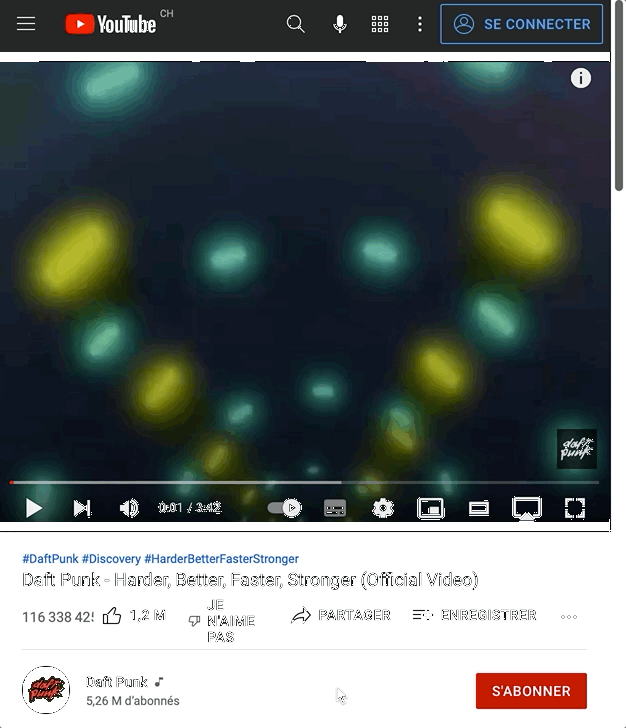 YouTube CH
SE CONNECTER
daft punk
0:01 / 3:42
#DaftPunk #Discovery #HarderBetterFasterStronger
Daft Punk - Harder, Better, Faster, Stronger (Official Video)
116 338 42
1,2 M
JE N'AIME PAS
PARTAGER
ENREGISTRER
daft punk
Daft Punk
5,26 M d'abonnés
S'ABONNER